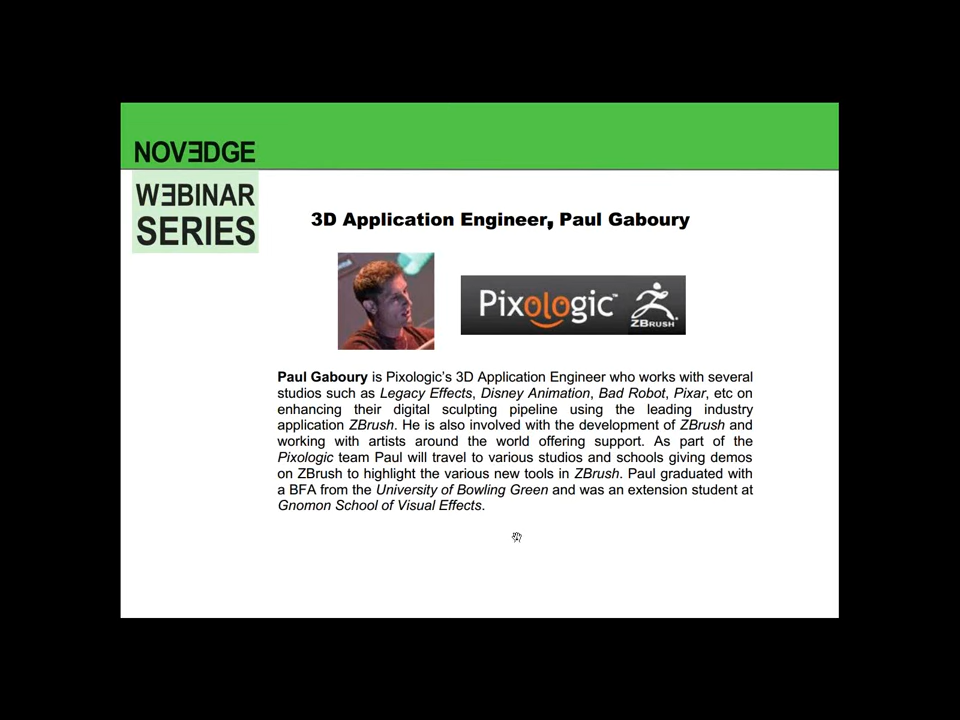 NOVƎDGE
WƎBINAR
SERIES
3D Application Engineer, Paul Gaboury
Pixologic™
ZBRUSH
Paul Gaboury is Pixologic's 3D Application Engineer who works with several
studios such as Legacy Effects, Disney Animation, Bad Robot, Pixar, etc on
enhancing their digital sculpting pipeline using the leading industry
application ZBrush. He is also involved with the development of ZBrush and
working with artists around the world offering support. As part of the
Pixologic team Paul will travel to various studios and schools giving demos
on ZBrush to highlight the various new tools in ZBrush. Paul graduated with
a BFA from the University of Bowling Green and was an extension student at
Gnomon School of Visual Effects.